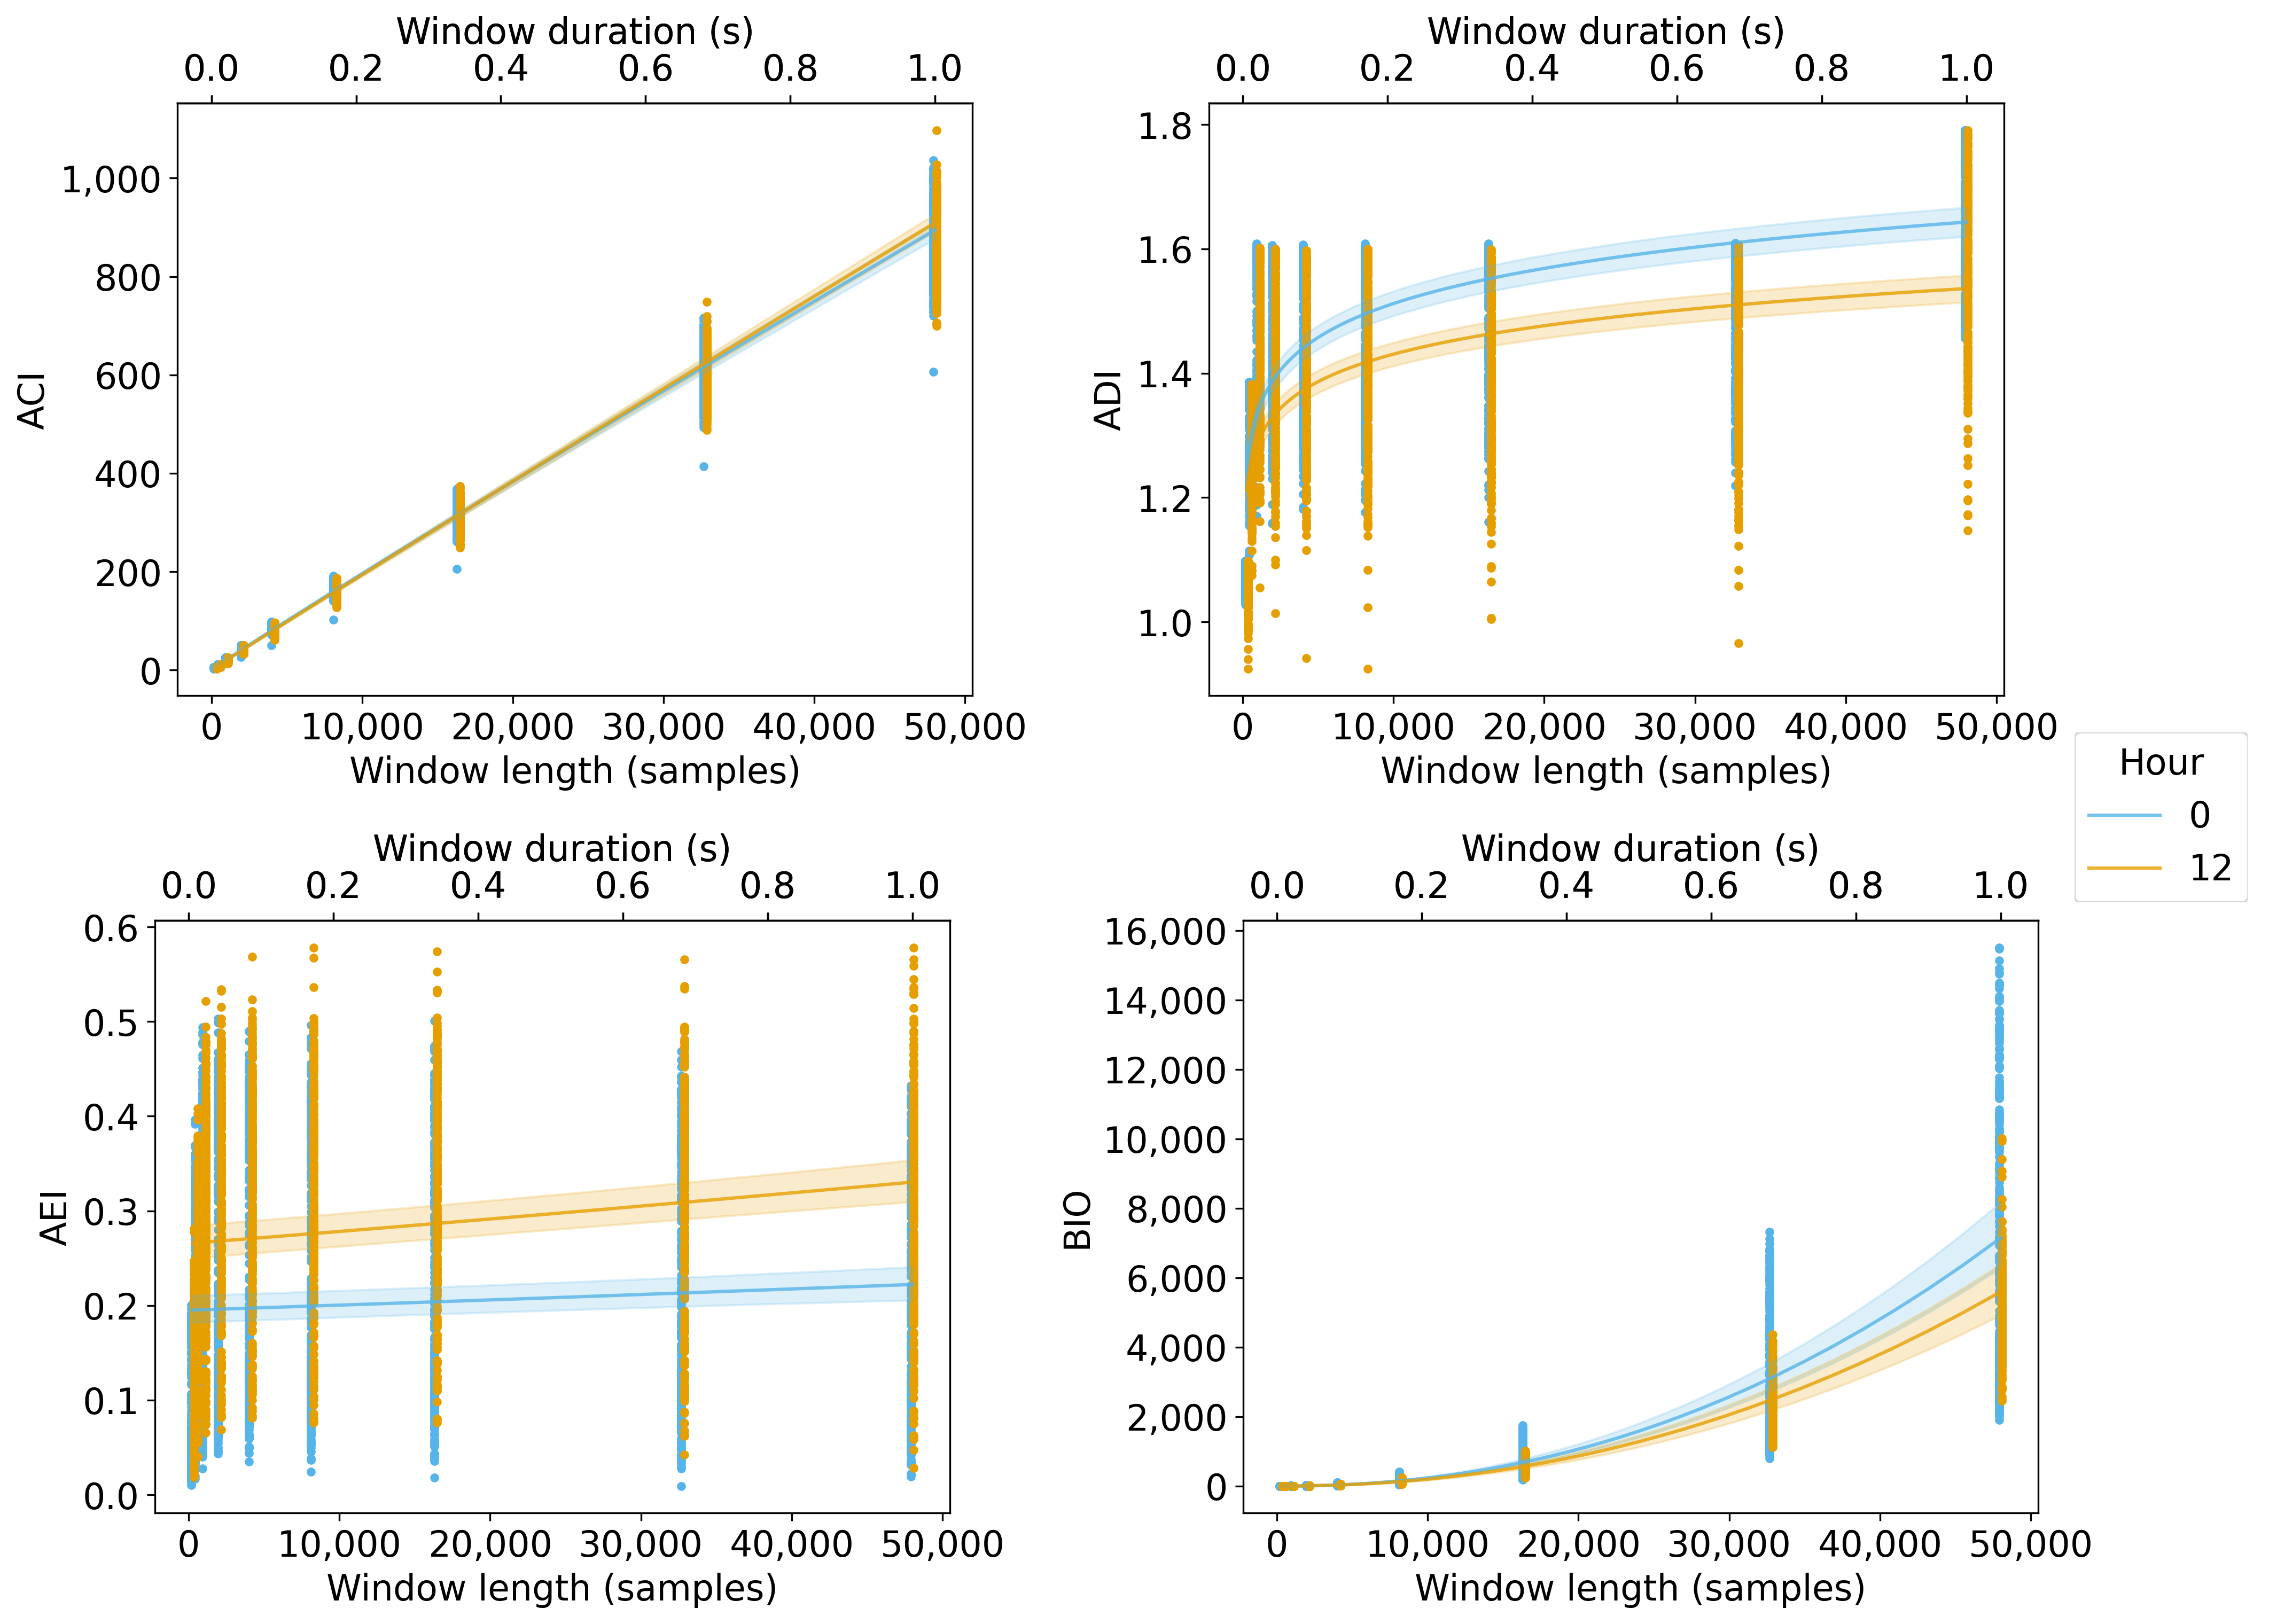 Window duration (s)
0.0 0.2 0.4 0.6 0.8 1.0
1,000
800
600
400
200
0
ACI
0 10,000 20,000 30,000 40,000 50,000
Window length (samples)
Window duration (s)
0.0 0.2 0.4 0.6 0.8 1.0
1.8
1.6
1.4
1.2
1.0
ADI
0 10,000 20,000 30,000 40,000 50,000
Window length (samples)
Hour
0
12
Window duration (s)
0.0 0.2 0.4 0.6 0.8 1.0
0.6
0.5
0.4
0.3
0.2
0.1
0.0
AEI
0 10,000 20,000 30,000 40,000 50,000
Window length (samples)
Window duration (s)
0.0 0.2 0.4 0.6 0.8 1.0
16,000
14,000
12,000
10,000
8,000
6,000
4,000
2,000
0
BIO
0 10,000 20,000 30,000 40,000 50,000
Window length (samples)